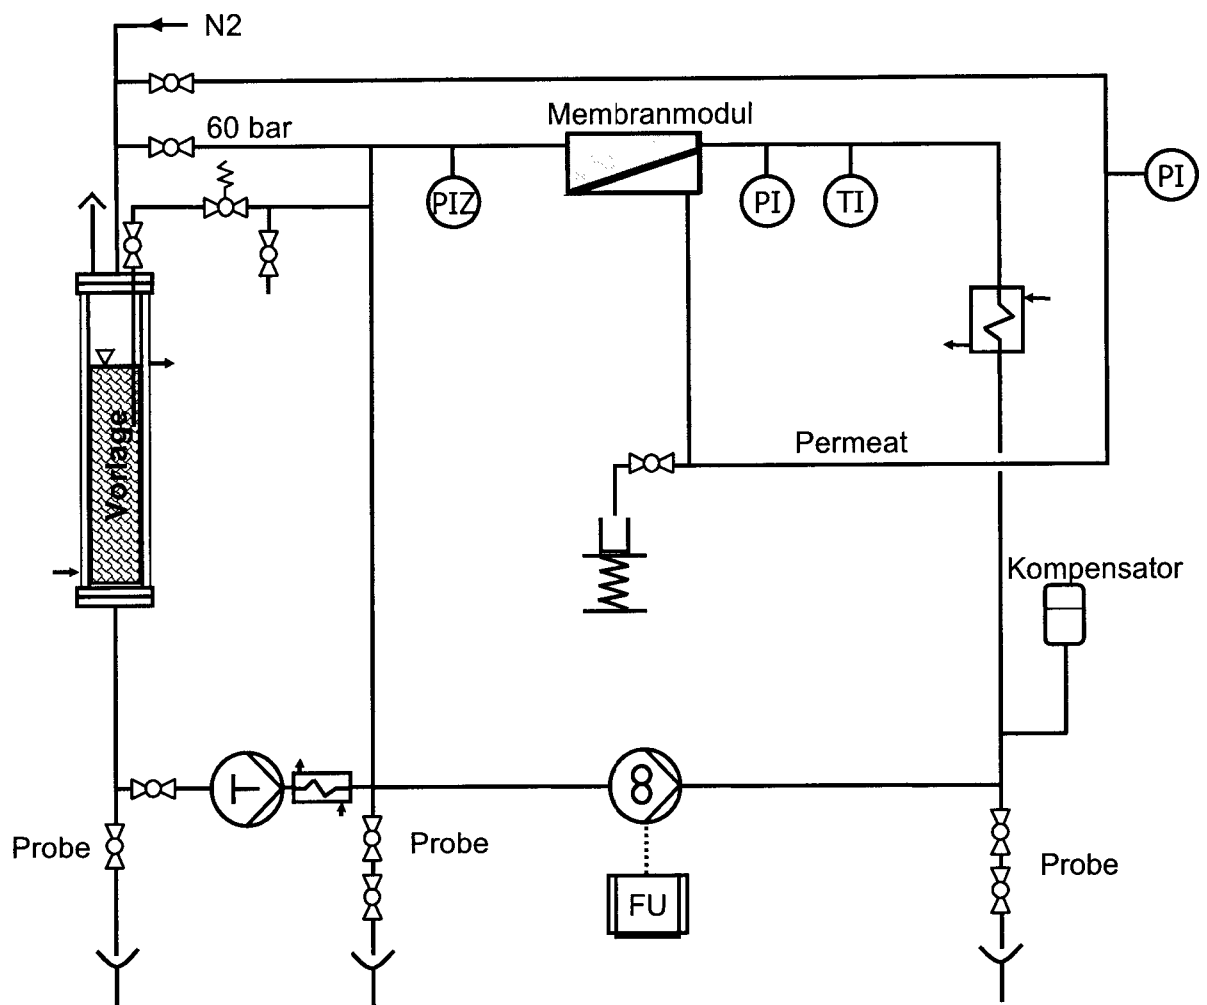 N2
60 bar
Membranmodul
PIZ
PI
TI
PI
Vorlage
Permeat
Kompensator
Probe
Probe
Probe
FU